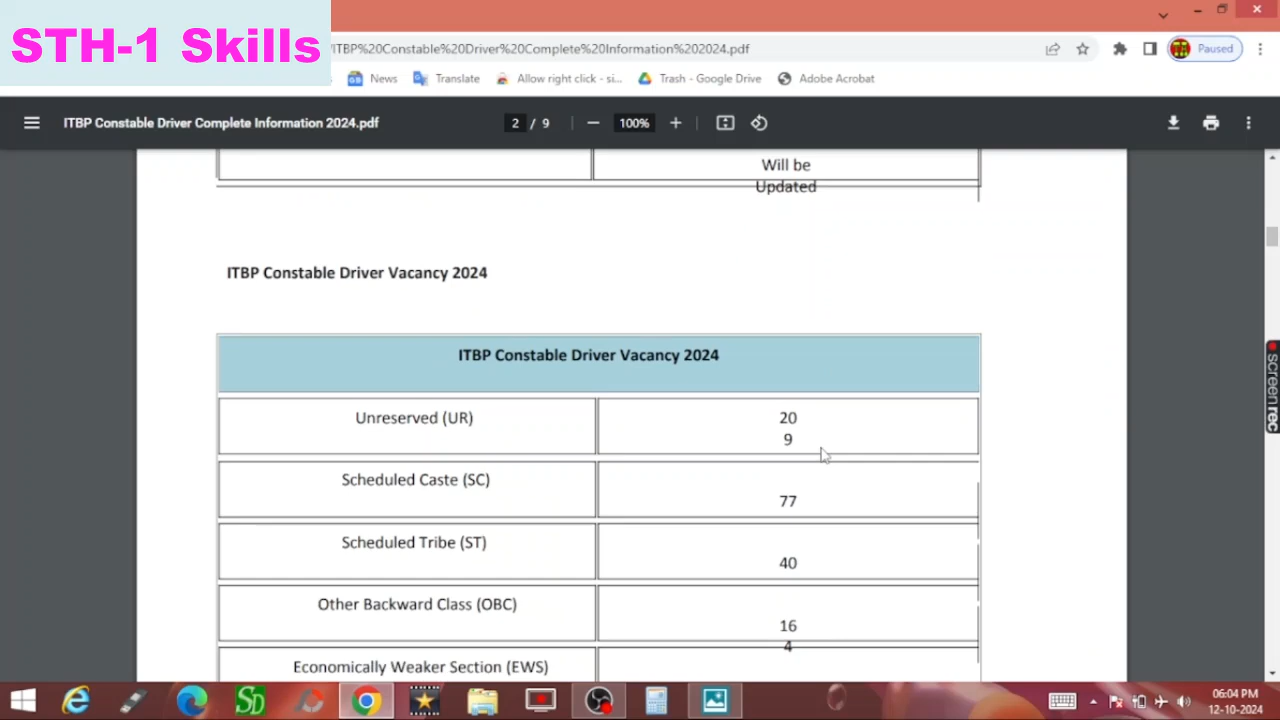 STH-1 Skills
/ITBP%20Constable%20Driver%20Complete%20Information%202024.pdf
Paused
News
Translate
Allow right click - si...
Trash - Google Drive
Adobe Acrobat
ITBP Constable Driver Complete Information 2024.pdf
2 / 9
100%
Will be
Updated
ITBP Constable Driver Vacancy 2024
ITBP Constable Driver Vacancy 2024
Unreserved (UR)
20
9
Scheduled Caste (SC)
77
Scheduled Tribe (ST)
40
Other Backward Class (OBC)
16
4
Economically Weaker Section (EWS)
screenrec
06:04 PM
12-10-2024